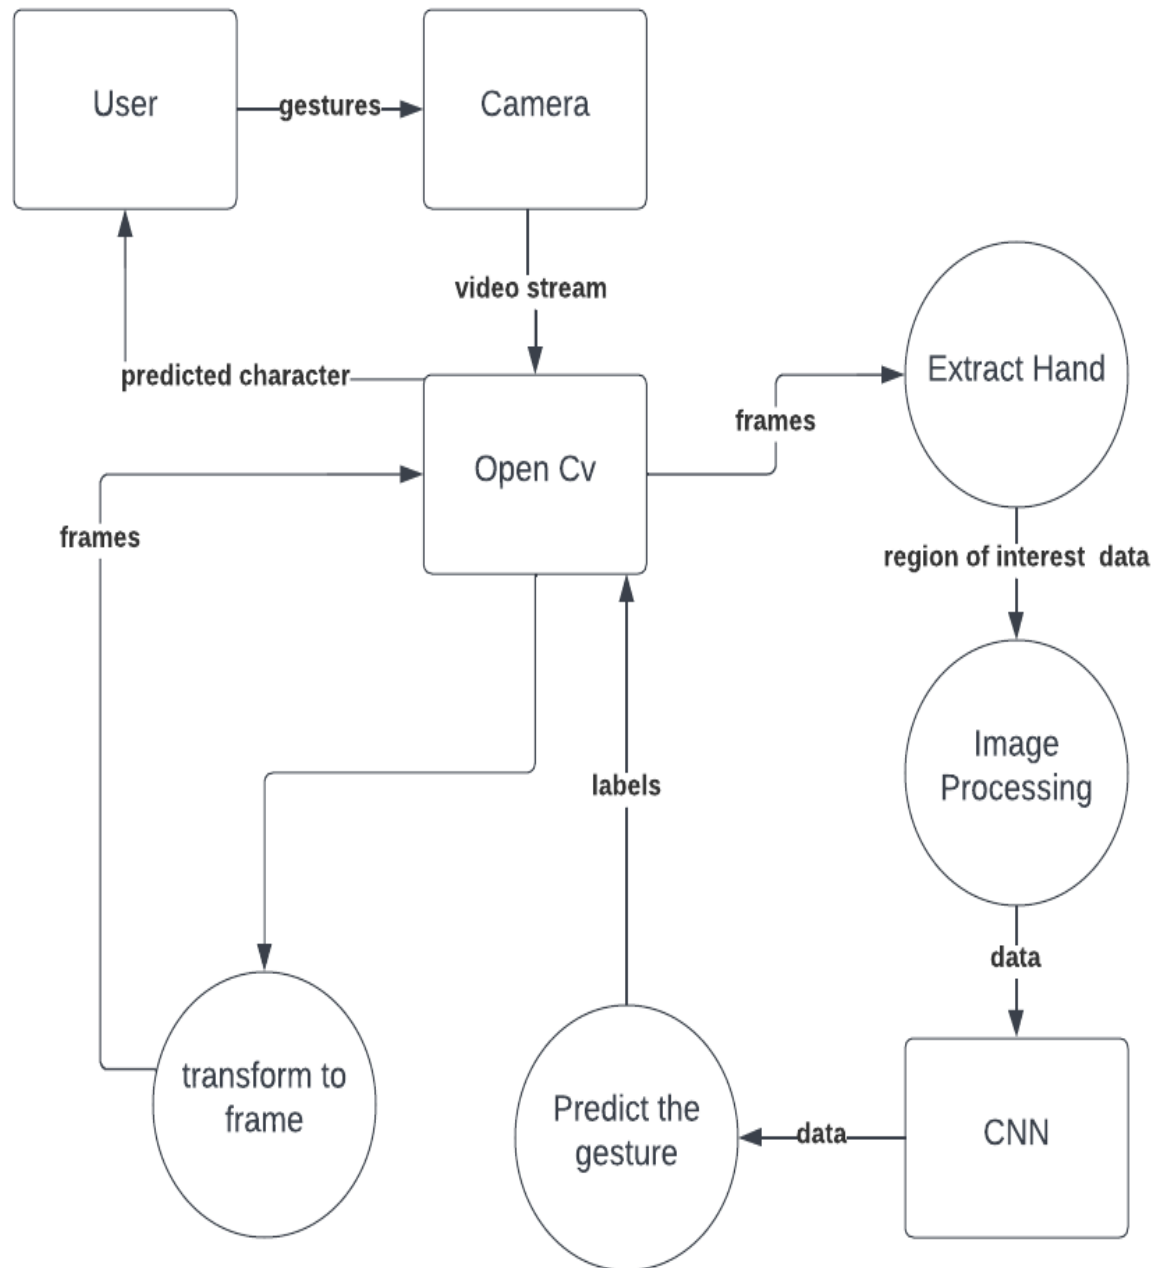 User
gestures
Camera
video stream
predicted character
Open Cv
frames
Extract Hand
frames
region of interest  data
Image
Processing
labels
data
transform to
frame
Predict the
gesture
data
CNN